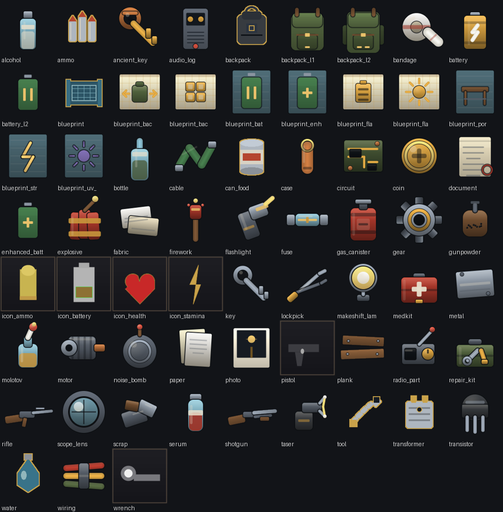 alcohol ammo ancient_key audio_log backpack backpack_l1 backpack_l2 bandage battery
battery_l2 blueprint blueprint_bac blueprint_bac blueprint_bat blueprint_enh blueprint_fla blueprint_fla blueprint_por
blueprint_str blueprint_uv_ bottle cable can_food case circuit coin document
enhanced_batt explosive fabric firework flashlight fuse gas_canister gear gunpowder
icon_ammo icon_battery icon_health icon_stamina key lockpick makeshift_lam medkit metal
molotov motor noise_bomb paper photo pistol plank radio_part repair_kit
rifle scope_lens scrap serum shotgun taser tool transformer transistor
water wiring wrench